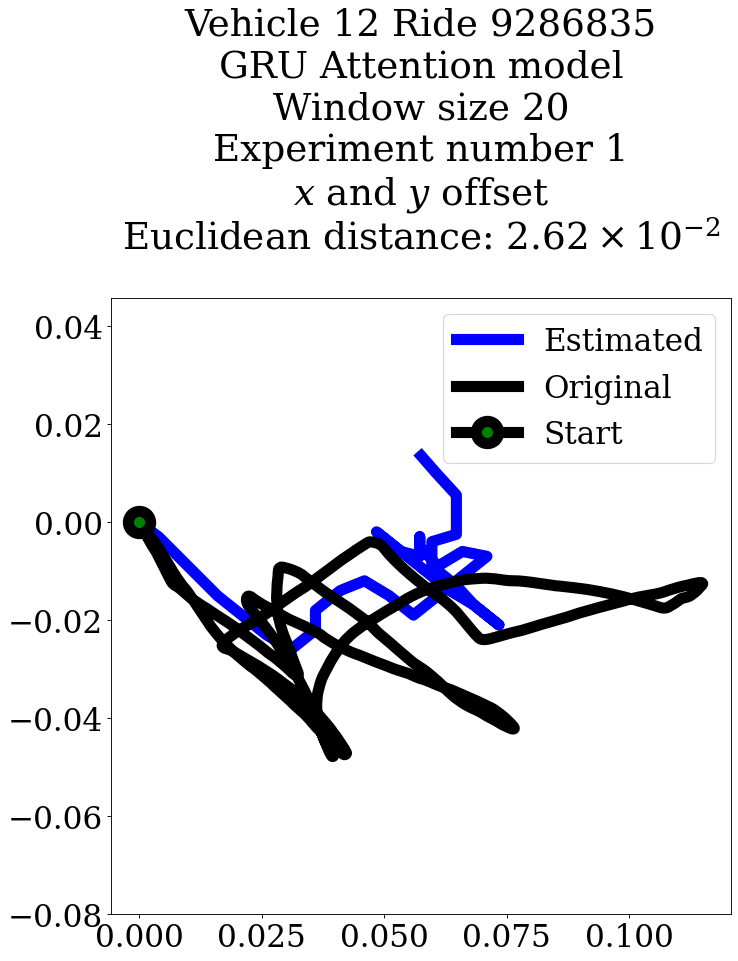 Vehicle 12 Ride 9286835
GRU Attention model
Window size 20
Experiment number 1
x and y offset
Euclidean distance: 2.62 × 10⁻²
Estimated
Original
Start
0.04
0.02
0.00
−0.02
−0.04
−0.06
−0.08
0.000 0.025 0.050 0.075 0.100